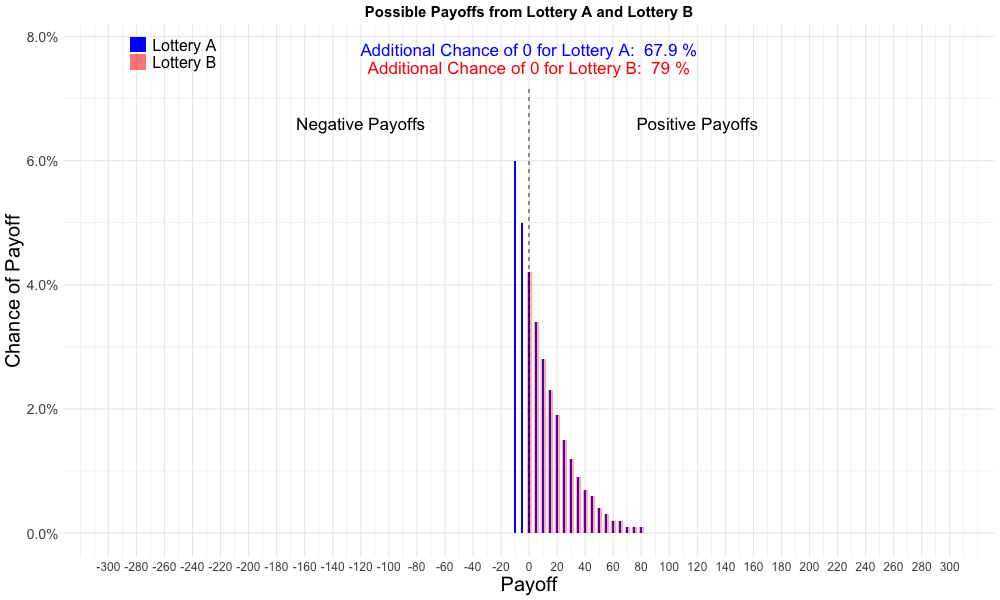 Possible Payoffs from Lottery A and Lottery B
8.0%
Lottery A
Lottery B
Additional Chance of 0 for Lottery A:  67.9 %
Additional Chance of 0 for Lottery B:  79 %
Negative Payoffs
Positive Payoffs
6.0%
4.0%
2.0%
0.0%
Chance of Payoff
-300 -280 -260 -240 -220 -200 -180 -160 -140 -120 -100 -80 -60 -40 -20 0 20 40 60 80 100 120 140 160 180 200 220 240 260 280 300
Payoff